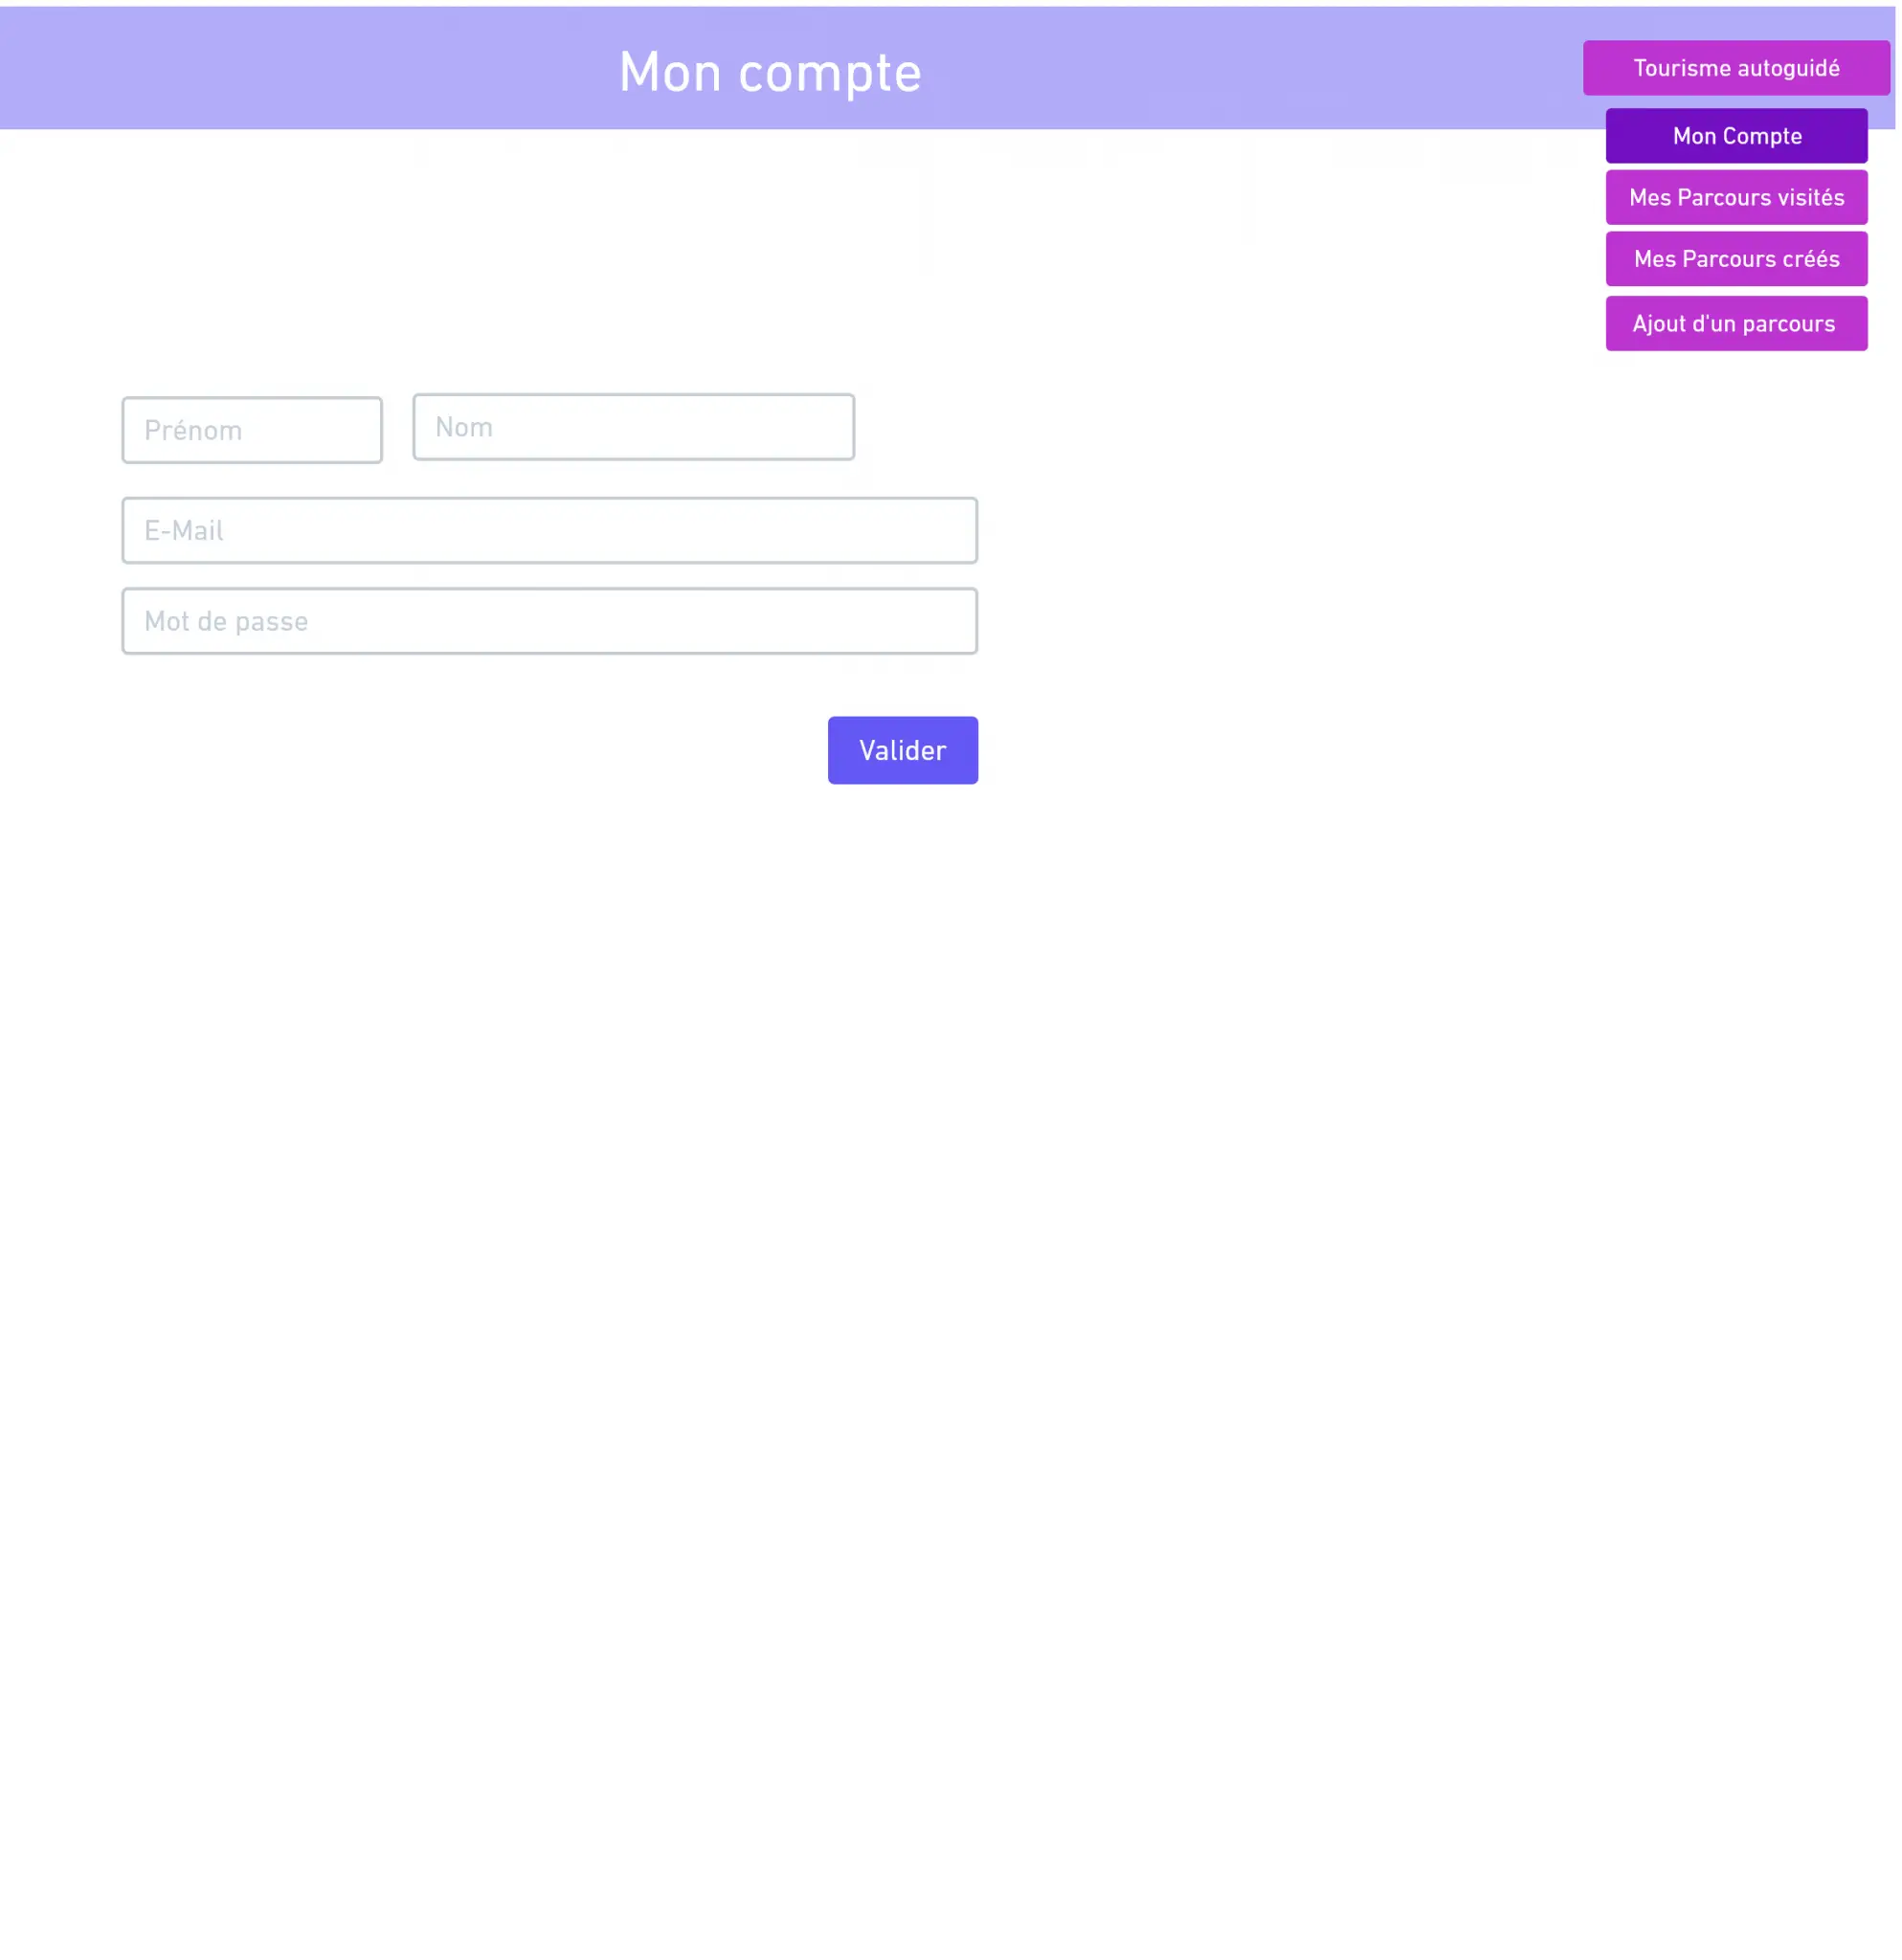 Mon compte
Tourisme autoguidé
Mon Compte
Mes Parcours visités
Mes Parcours créés
Ajout d'un parcours
Prénom
Nom
E-Mail
Mot de passe
Valider